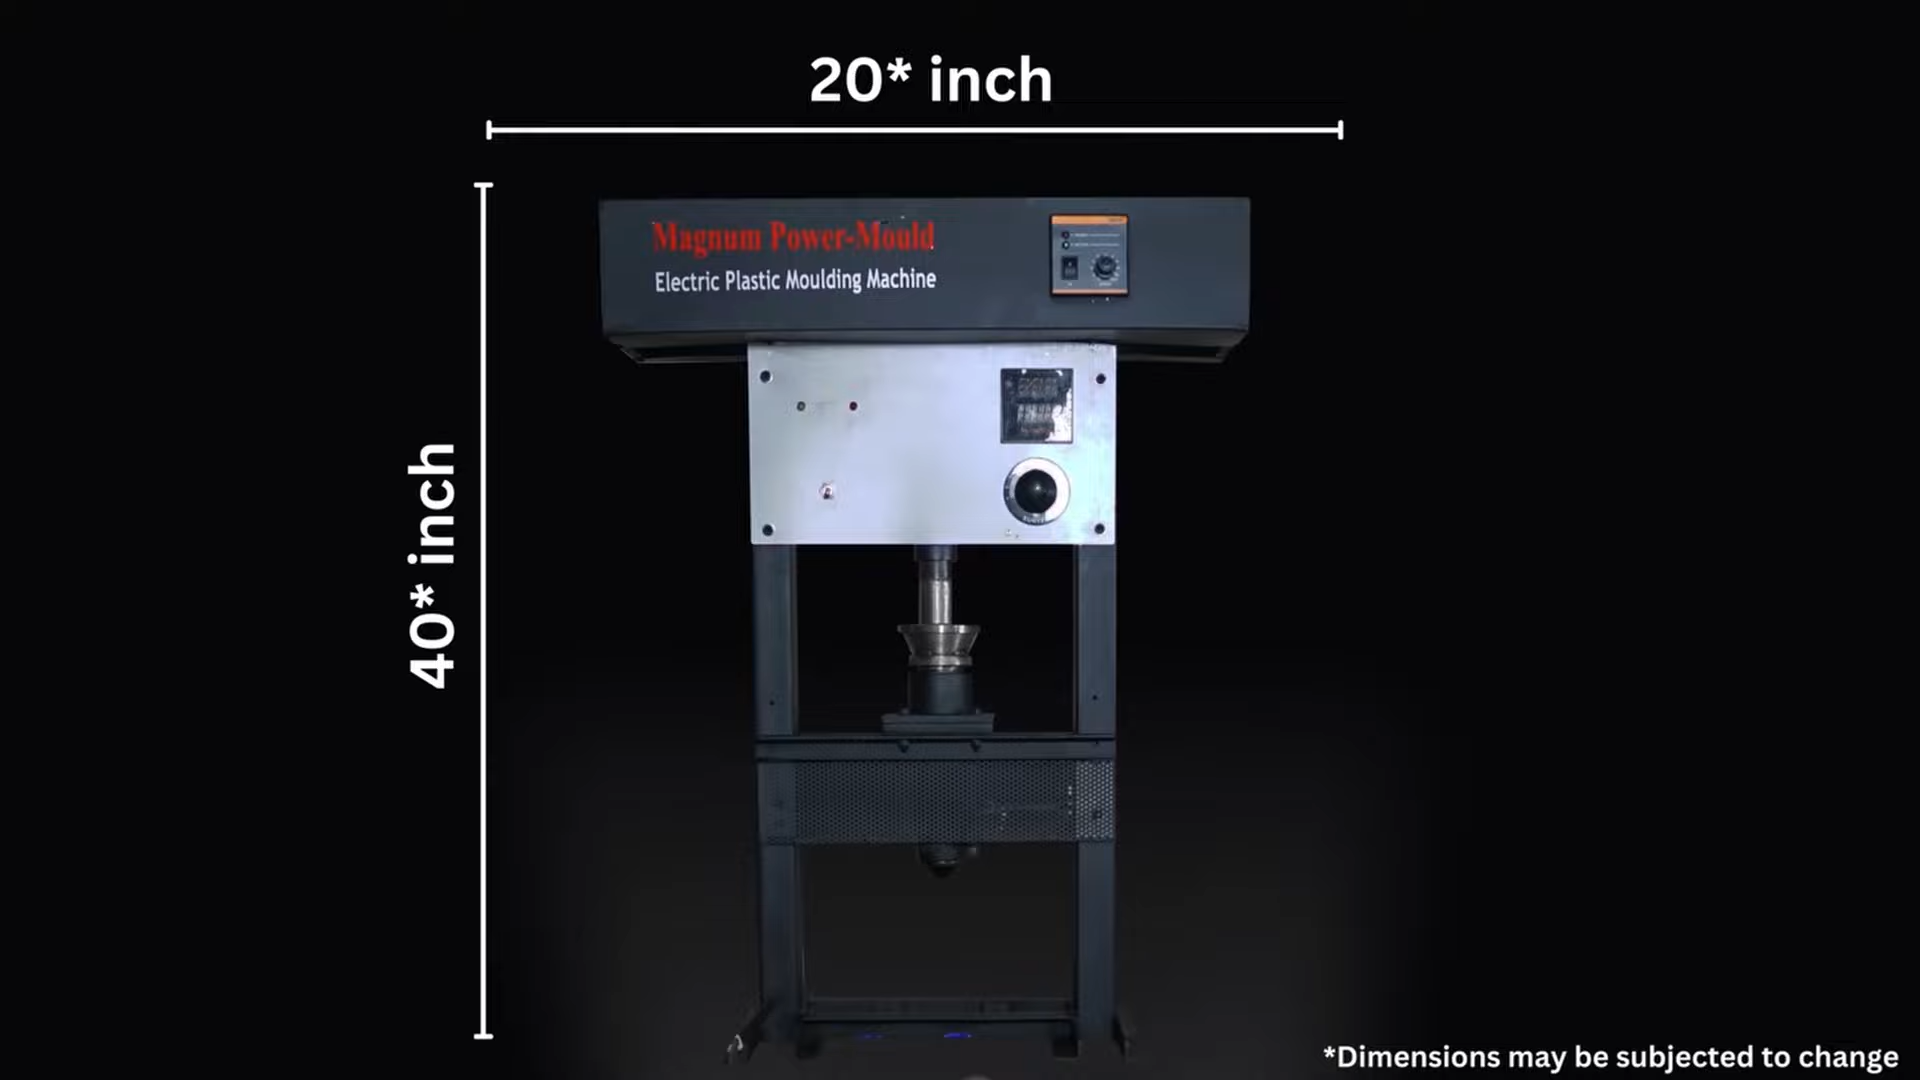 20* inch
Magnum Power-Mould
Electric Plastic Moulding Machine
40* inch
*Dimensions may be subjected to change